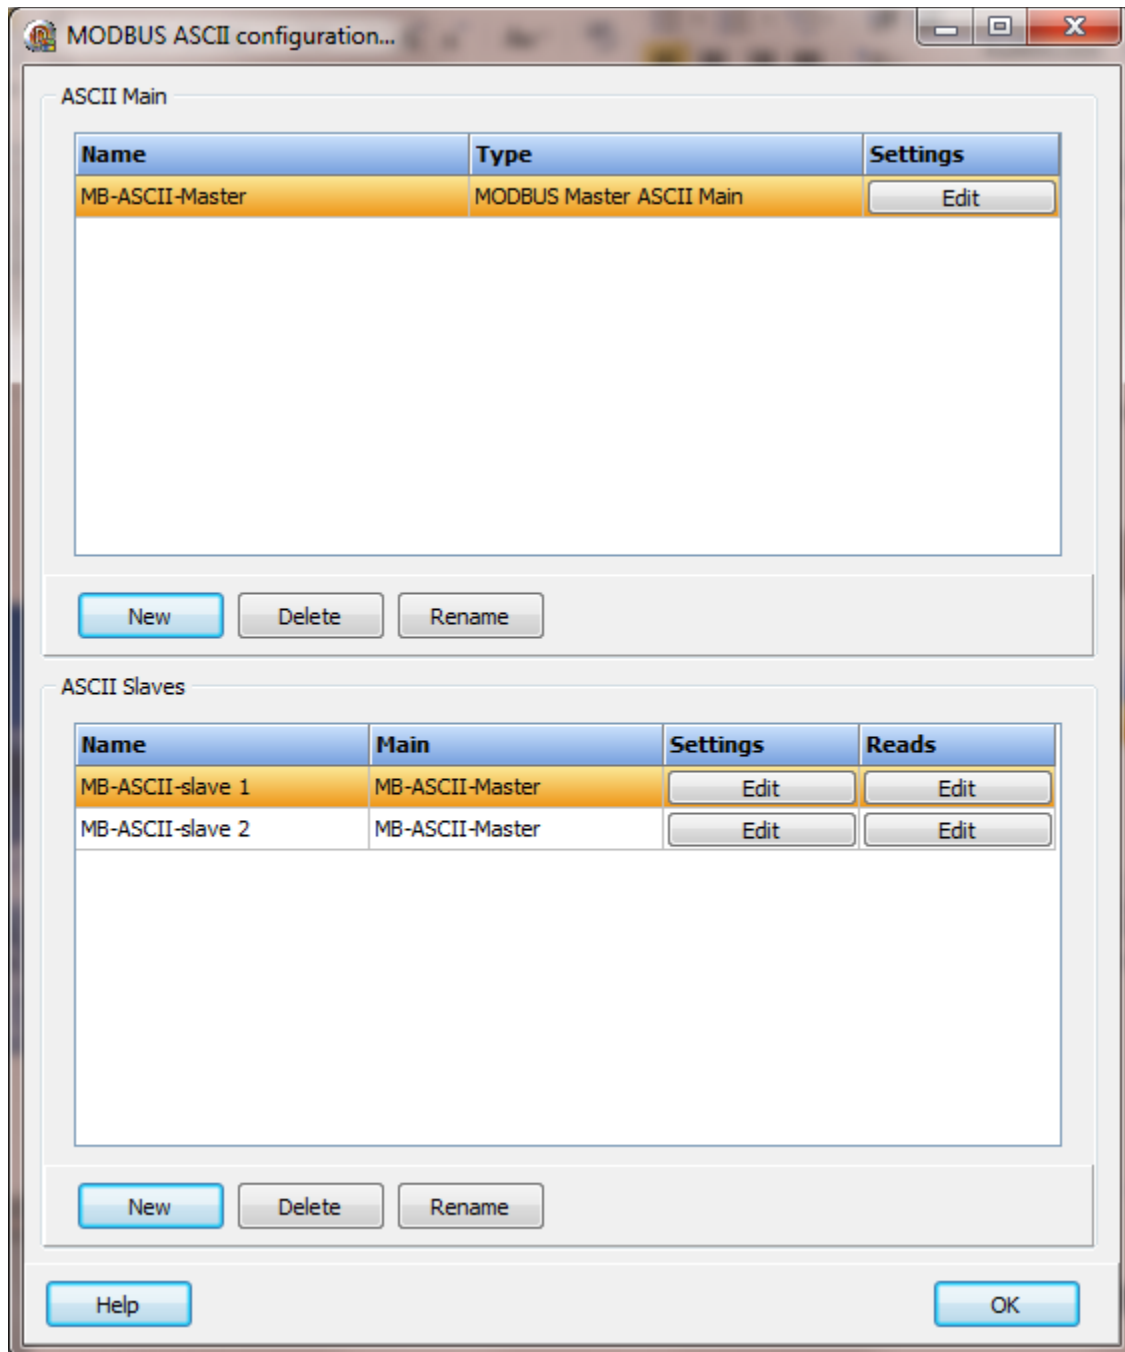 MODBUS ASCII configuration...
ASCII Main
Name Type Settings
MB-ASCII-Master MODBUS Master ASCII Main Edit
New Delete Rename
ASCII Slaves
Name Main Settings Reads
MB-ASCII-slave 1 MB-ASCII-Master Edit Edit
MB-ASCII-slave 2 MB-ASCII-Master Edit Edit
New Delete Rename
Help OK